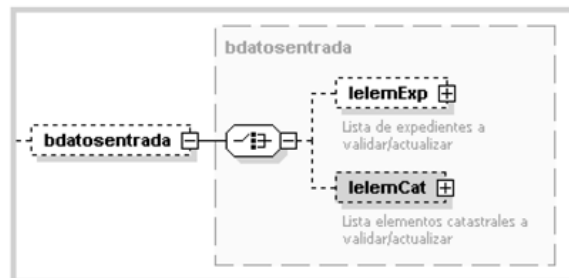 bdatosentrada
lelemExp
Lista de expedientes a
validar/actualizar
bdatosentrada
lelemCat
Lista elementos catastrales a
validar/actualizar